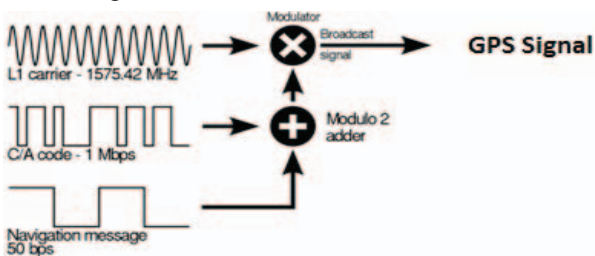 Modulator
Broadcast
signal
GPS Signal
L1 carrier - 1575.42 MHz
Modulo 2
adder
C/A code - 1 Mbps
Navigation message
50 bps